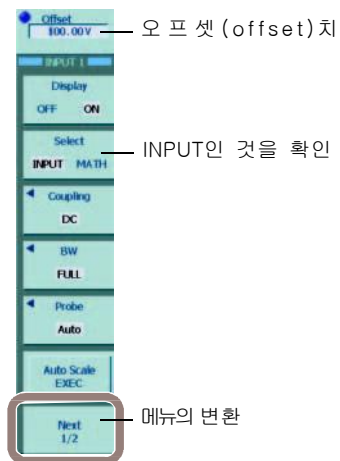 Offset
100.00V
오프셋(offset)치
INPUT 1
Display
OFF ON
Select
INPUT MATH
INPUT인 것을 확인
Coupling
DC
BW
FULL
Probe
Auto
Auto Scale
EXEC
Next
1/2
메뉴의 변환